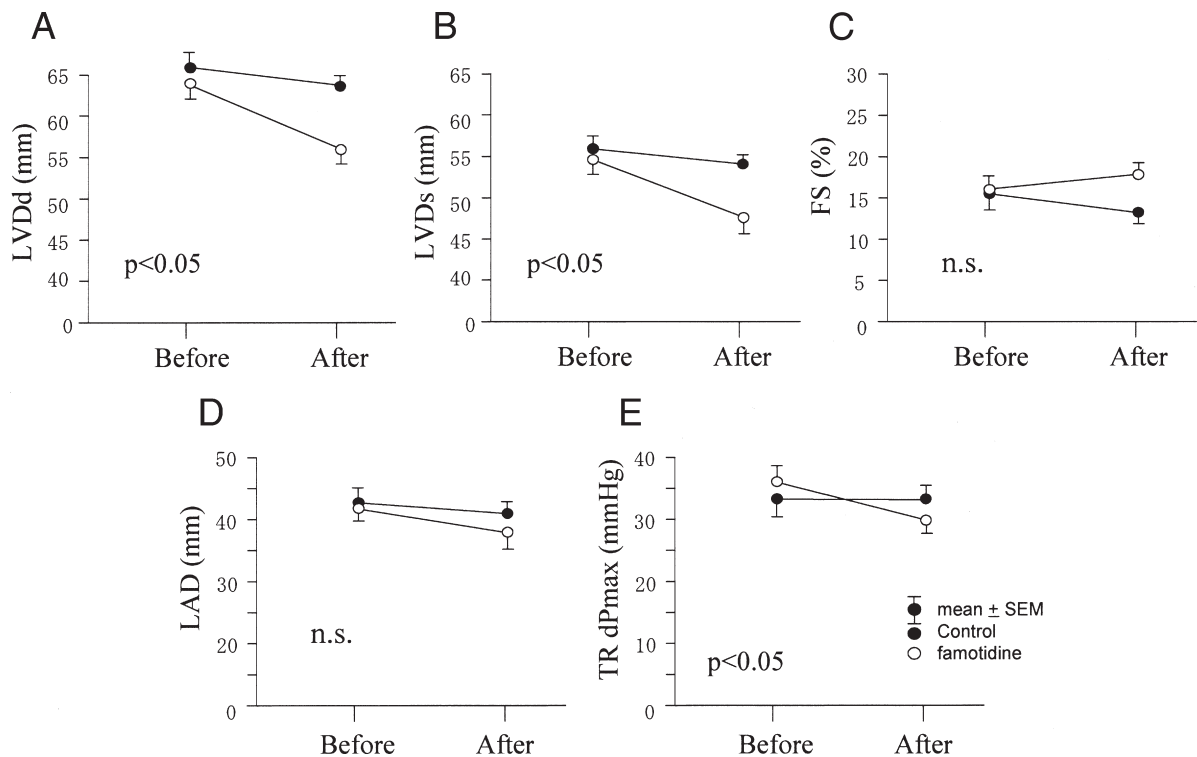 A
LVDd (mm)
65
60
55
50
45
40
0
p<0.05
Before After
B
LVDs (mm)
65
60
55
50
45
40
0
p<0.05
Before After
C
FS (%)
30
25
20
15
10
5
0
n.s.
Before After
D
LAD (mm)
50
40
30
20
0
n.s.
Before After
E
TR dPmax (mmHg)
40
30
20
10
0
p<0.05
Before After
mean ± SEM
Control
famotidine